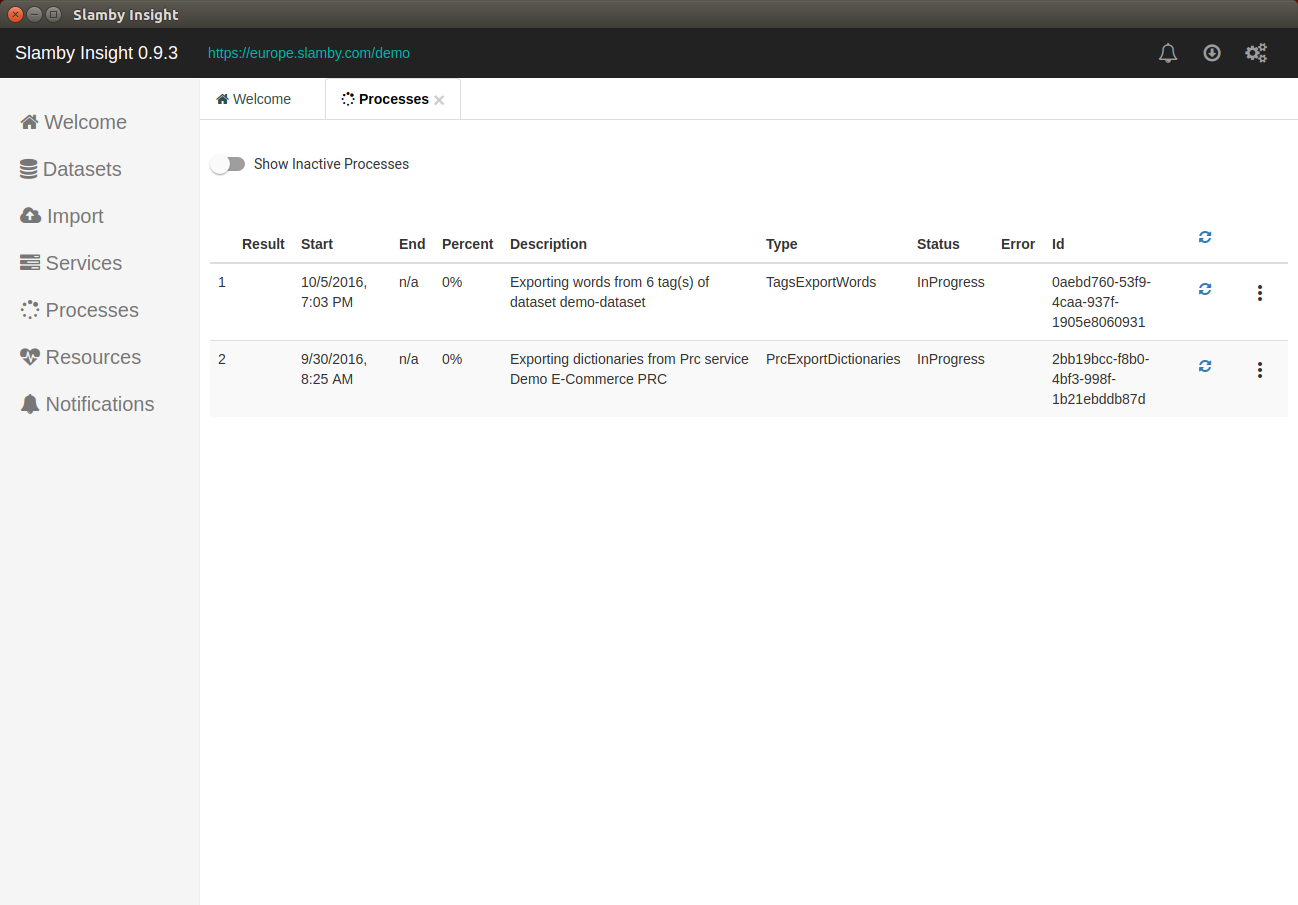 Slamby Insight
Slamby Insight 0.9.3 https://europe.slamby.com/demo
Welcome
Datasets
Import
Services
Processes
Resources
Notifications
Welcome Processes
Show Inactive Processes
Result Start End Percent Description Type Status Error Id
1 10/5/2016, n/a 0% Exporting words from 6 tag(s) of TagsExportWords InProgress 0aebd760-53f9-
7:03 PM dataset demo-dataset 4caa-937f-
1905e8060931
2 9/30/2016, n/a 0% Exporting dictionaries from Prc service PrcExportDictionaries InProgress 2bb19bcc-f8b0-
8:25 AM Demo E-Commerce PRC 4bf3-998f-
1b21ebddb87d